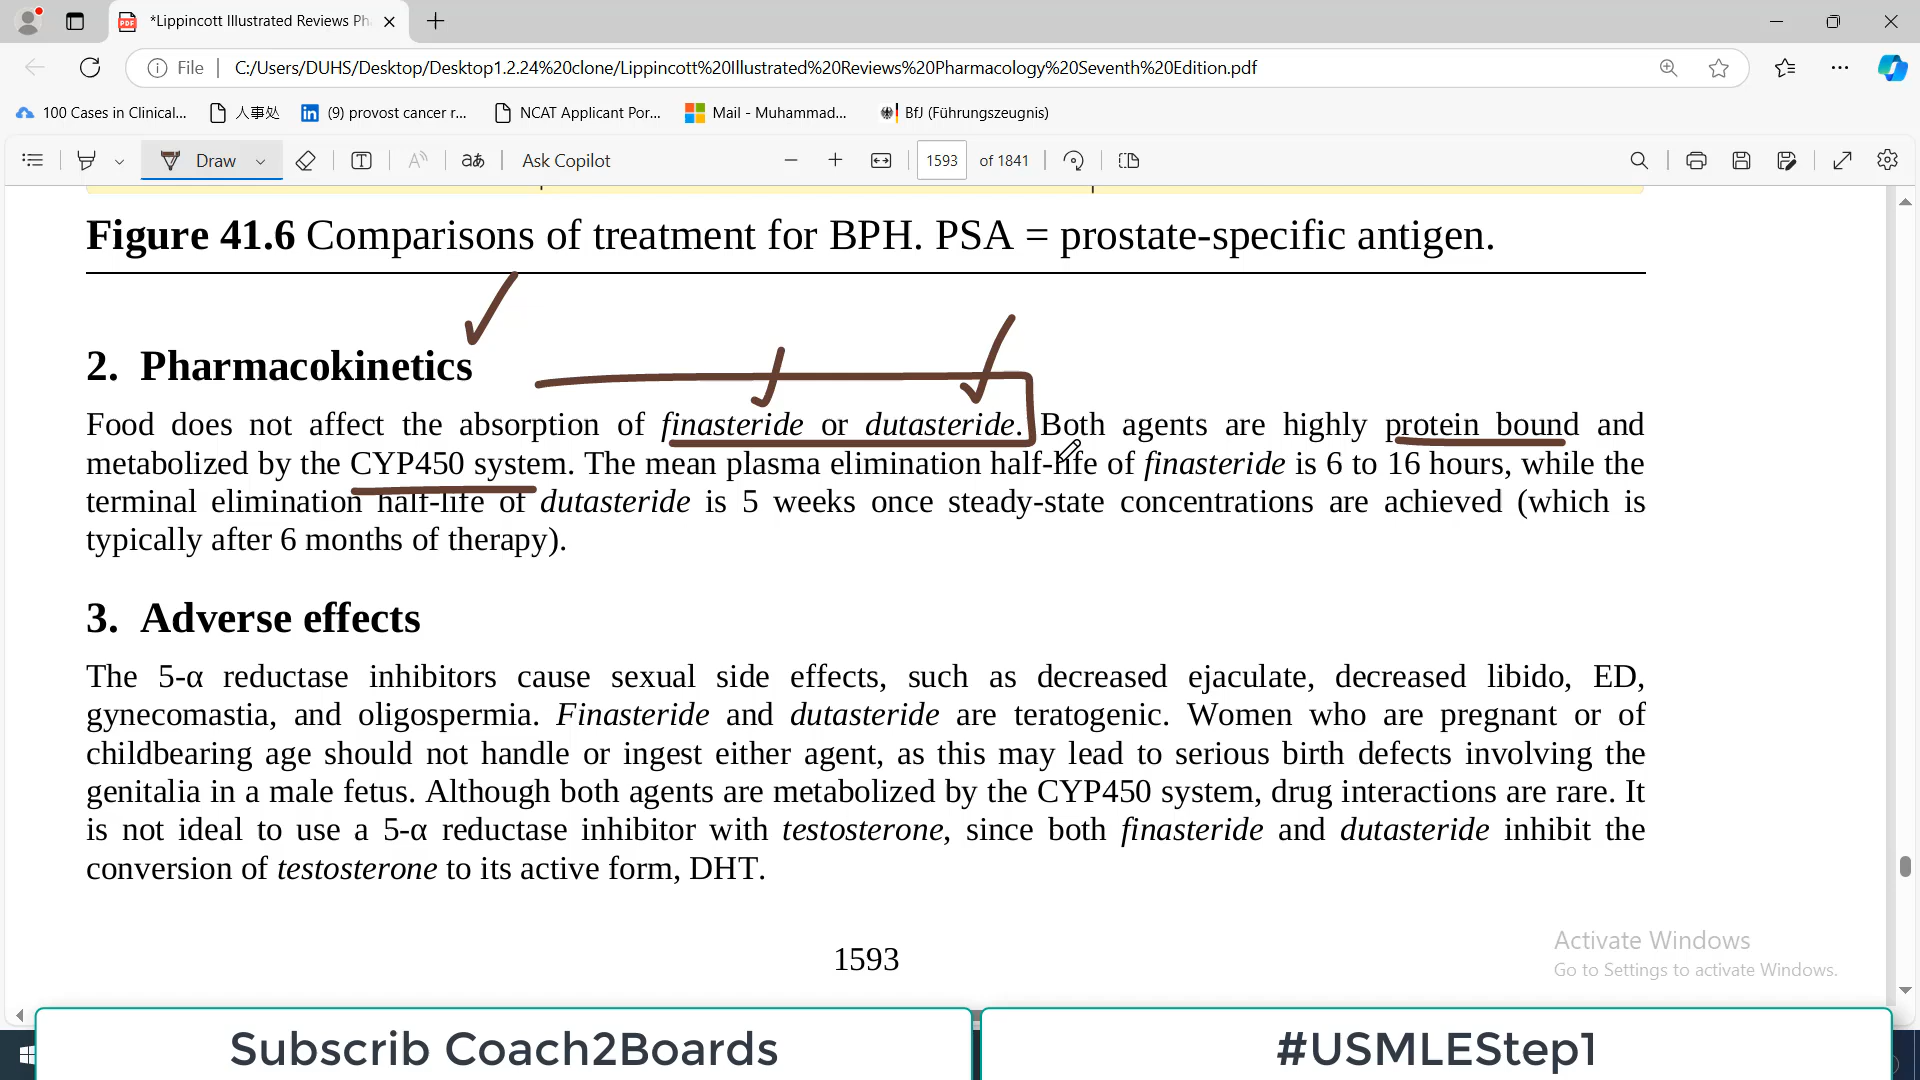 *Lippincott Illustrated Reviews Ph
File
C:/Users/DUHS/Desktop/Desktop1.2.24%20clone/Lippincott%20Illustrated%20Reviews%20Pharmacology%20Seventh%20Edition.pdf
100 Cases in Clinical...
人事处
(9) provost cancer r...
NCAT Applicant Por...
Mail - Muhammad...
BfJ (Führungszeugnis)
Draw
Ask Copilot
1593 of 1841
Figure 41.6 Comparisons of treatment for BPH. PSA = prostate-specific antigen.
2. Pharmacokinetics
Food does not affect the absorption of finasteride or dutasteride. Both agents are highly protein bound and
metabolized by the CYP450 system. The mean plasma elimination half-life of finasteride is 6 to 16 hours, while the
terminal elimination half-life of dutasteride is 5 weeks once steady-state concentrations are achieved (which is
typically after 6 months of therapy).
3. Adverse effects
The 5-α reductase inhibitors cause sexual side effects, such as decreased ejaculate, decreased libido, ED,
gynecomastia, and oligospermia. Finasteride and dutasteride are teratogenic. Women who are pregnant or of
childbearing age should not handle or ingest either agent, as this may lead to serious birth defects involving the
genitalia in a male fetus. Although both agents are metabolized by the CYP450 system, drug interactions are rare. It
is not ideal to use a 5-α reductase inhibitor with testosterone, since both finasteride and dutasteride inhibit the
conversion of testosterone to its active form, DHT.
1593
Activate Windows
Go to Settings to activate Windows.
Subscrib Coach2Boards
#USMLEStep1